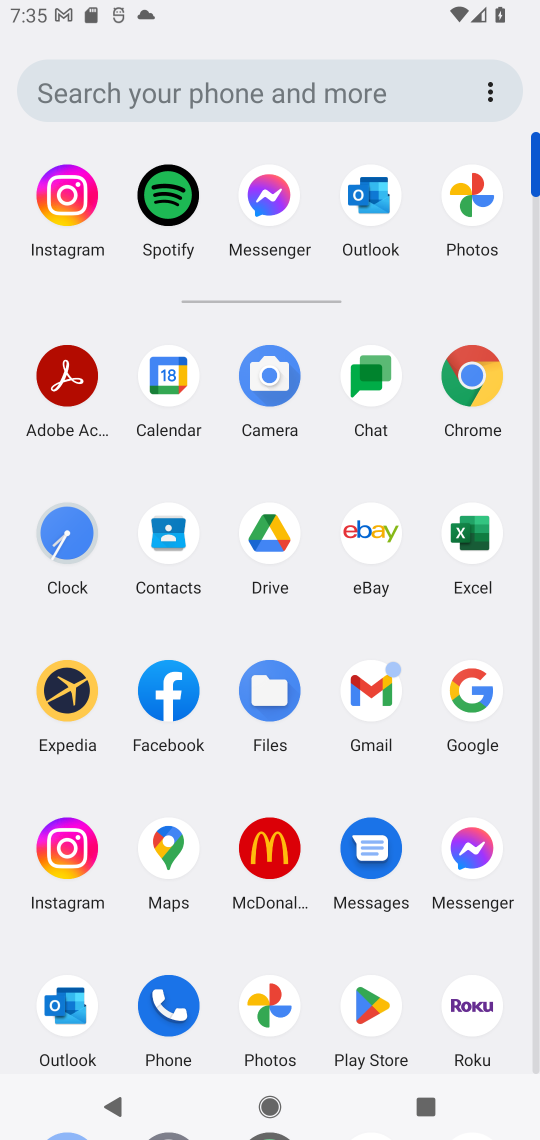 7:35
Search your phone and more
Instagram Spotify Messenger Outlook Photos
Adobe Ac... Calendar Camera Chat Chrome
18
Clock Contacts Drive eBay Excel
ebay X
Expedia Facebook Files Gmail Google
Instagram Maps McDonal... Messages Messenger
Roku
Outlook Phone Photos Play Store Roku